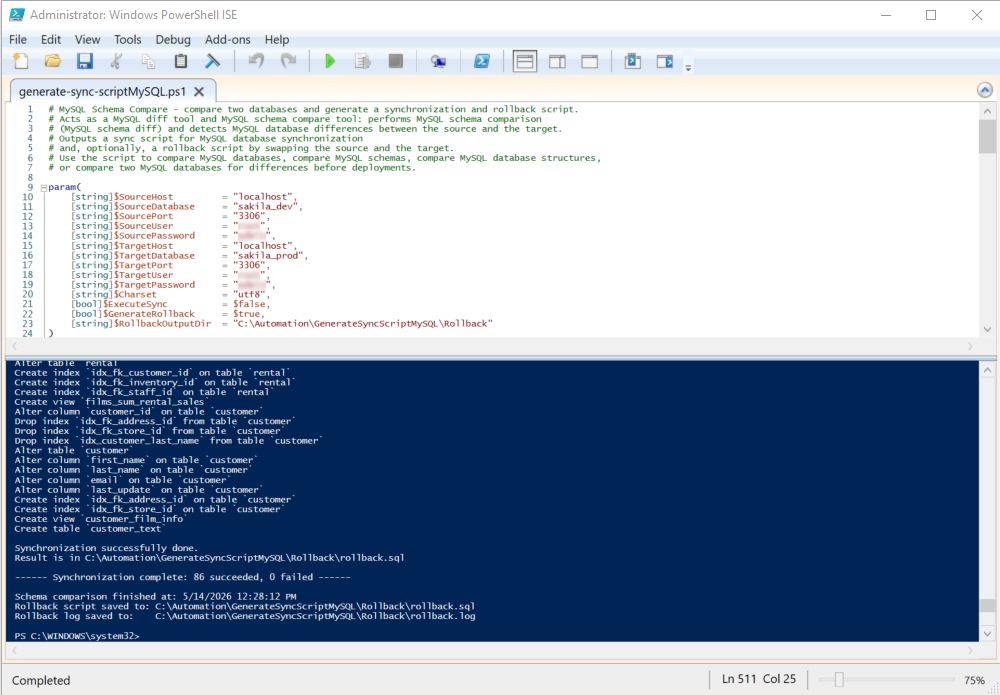 Administrator: Windows PowerShell ISE
File Edit View Tools Debug Add-ons Help
generate-sync-scriptMySQL.ps1
1 # MySQL Schema Compare - compare two databases and generate a synchronization and rollback script.
2 # Acts as a MySQL diff tool and MySQL schema compare tool: performs MySQL schema comparison
3 # (MySQL schema diff) and detects MySQL database differences between the source and the target.
4 # Outputs a sync script for MySQL database synchronization
5 # and, optionally, a rollback script by swapping the source and the target.
6 # Use the script to compare MySQL databases, compare MySQL schemas, compare MySQL database structures,
7 # or compare two MySQL databases for differences before deployments.
8
9 param(
10 [string]$SourceHost = "localhost",
11 [string]$SourceDatabase = "sakila_dev",
12 [string]$SourcePort = "3306",
13 [string]$SourceUser = "",
14 [string]$SourcePassword = "",
15 [string]$TargetHost = "localhost",
16 [string]$TargetDatabase = "sakila_prod",
17 [string]$TargetPort = "3306",
18 [string]$TargetUser = "",
19 [string]$TargetPassword = "",
20 [string]$Charset = "utf8",
21 [bool]$ExecuteSync = $false,
22 [bool]$GenerateRollback = $true,
23 [string]$RollbackOutputDir = "C:\Automation\GenerateSyncScriptMySQL\Rollback"
24 )
Alter table `rental`
Create index `idx_fk_customer_id` on table `rental`
Create index `idx_fk_inventory_id` on table `rental`
Create index `idx_fk_staff_id` on table `rental`
Create view `films_sum_rental_sales`
Alter column `customer_id` on table `customer`
Drop index `idx_fk_address_id` from table `customer`
Drop index `idx_fk_store_id` from table `customer`
Drop index `idx_customer_last_name` from table `customer`
Alter table `customer`
Alter column `first_name` on table `customer`
Alter column `last_name` on table `customer`
Alter column `email` on table `customer`
Alter column `last_update` on table `customer`
Create index `idx_fk_address_id` on table `customer`
Create index `idx_fk_store_id` on table `customer`
Create view `customer_film_info`
Create table `customer_text`
Synchronization successfully done.
Result is in C:\Automation\GenerateSyncScriptMySQL\Rollback\rollback.sql
------ Synchronization complete: 86 succeeded, 0 failed ------
Schema comparison finished at: 5/14/2026 12:28:12 PM
Rollback script saved to: C:\Automation\GenerateSyncScriptMySQL\Rollback\rollback.sql
Rollback log saved to: C:\Automation\GenerateSyncScriptMySQL\Rollback\rollback.log
PS C:\WINDOWS\system32>
Completed Ln 511 Col 25 75%